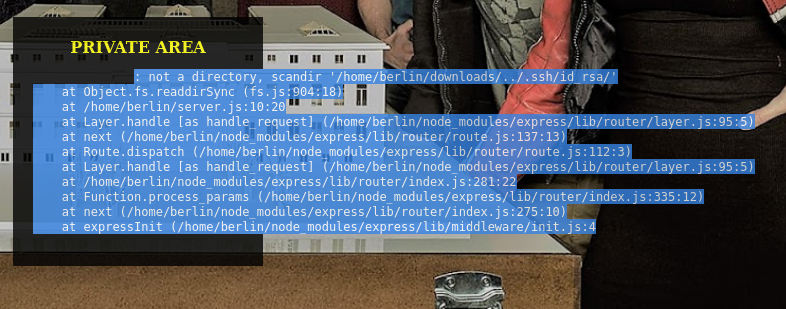 PRIVATE AREA
: not a directory, scandir '/home/berlin/downloads/../.ssh/id_rsa/'
at Object.fs.readdirSync (fs.js:904:18)
at /home/berlin/server.js:10:20
at Layer.handle [as handle_request] (/home/berlin/node_modules/express/lib/router/layer.js:95:5)
at next (/home/berlin/node_modules/express/lib/router/route.js:137:13)
at Route.dispatch (/home/berlin/node_modules/express/lib/router/route.js:112:3)
at Layer.handle [as handle_request] (/home/berlin/node_modules/express/lib/router/layer.js:95:5)
at /home/berlin/node_modules/express/lib/router/index.js:281:22
at Function.process_params (/home/berlin/node_modules/express/lib/router/index.js:335:12)
at next (/home/berlin/node_modules/express/lib/router/index.js:275:10)
at expressInit (/home/berlin/node_modules/express/lib/middleware/init.js:4